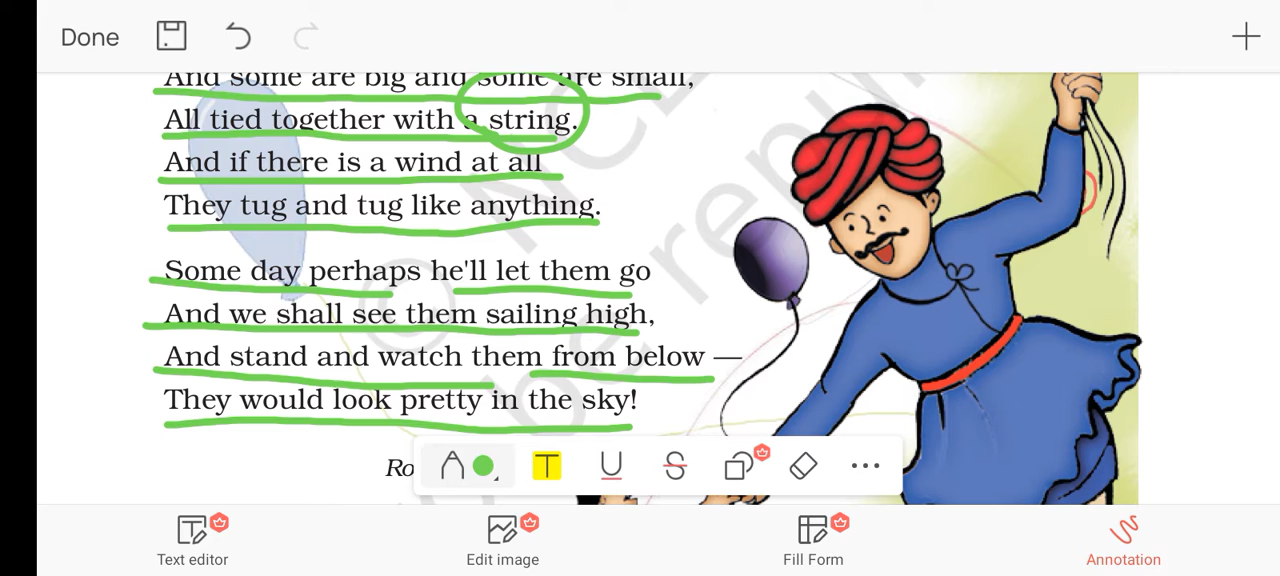 Done
And some are big and some are small,
All tied together with a string.
And if there is a wind at all
They tug and tug like anything.
Some day perhaps he'll let them go
And we shall see them sailing high,
And stand and watch them from below —
They would look pretty in the sky!
Ro
Text editor
Edit image
Fill Form
Annotation